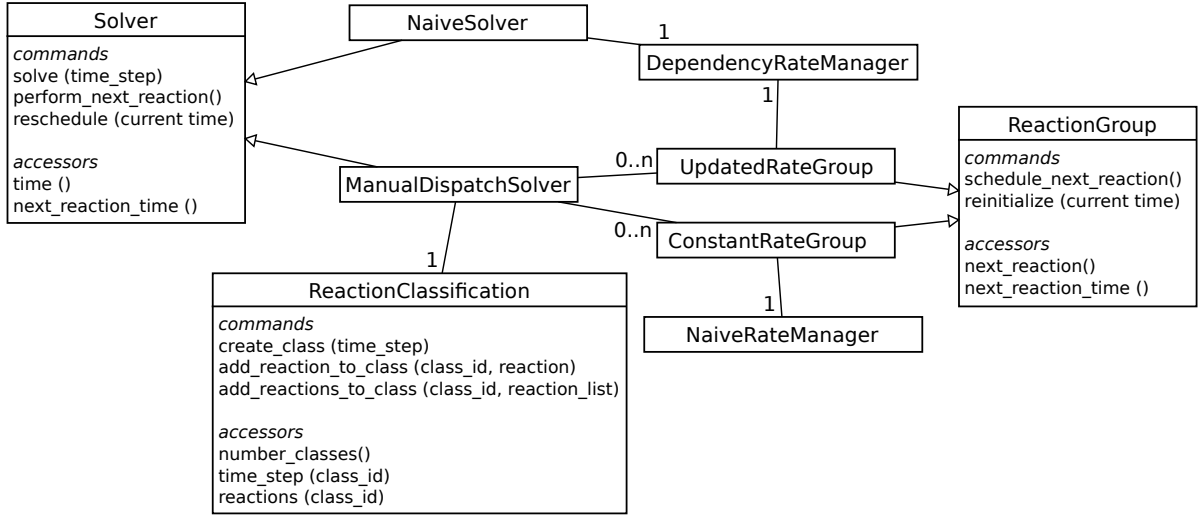 Solver
commands
solve (time_step)
perform_next_reaction()
reschedule (current time)
accessors
time ()
next_reaction_time ()
NaiveSolver
1
DependencyRateManager
1
ReactionGroup
commands
schedule_next_reaction()
reinitialize (current time)
accessors
next_reaction()
next_reaction_time ()
0..n
UpdatedRateGroup
ManualDispatchSolver
0..n
ConstantRateGroup
1
ReactionClassification
commands
create_class (time_step)
add_reaction_to_class (class_id, reaction)
add_reactions_to_class (class_id, reaction_list)
accessors
number_classes()
time_step (class_id)
reactions (class_id)
1
NaiveRateManager